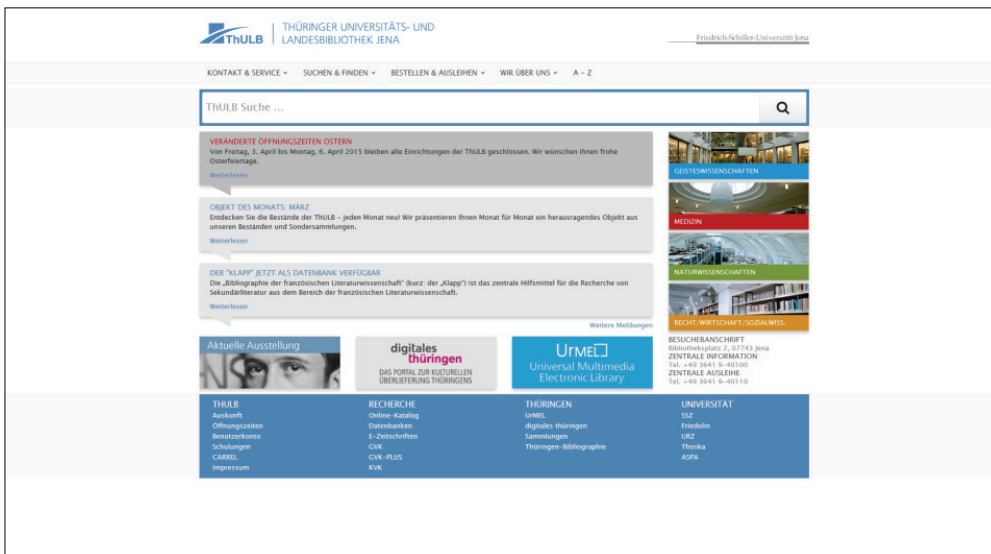 ThULB
THÜRINGER UNIVERSITÄTS- UND
LANDESBIBLIOTHEK JENA
Friedrich-Schiller-Universität Jena
KONTAKT & SERVICE SUCHEN & FINDEN BESTELLEN & AUSLEIHEN WIR ÜBER UNS A – Z
ThULB Suche ...
VERÄNDERTE ÖFFNUNGSZEITEN OSTERN
Von Freitag, 3. April bis Montag, 6. April 2015 bleiben alle Einrichtungen der ThULB geschlossen. Wir wünschen Ihnen frohe
Osterfeiertage.
Weiterlesen
OBJEKT DES MONATS: MÄRZ
Entdecken Sie die Bestände der ThULB – jeden Monat neu! Wir präsentieren Ihnen Monat für Monat ein herausragendes Objekt aus
unseren Beständen und Sondersammlungen.
Weiterlesen
DER "KLAPP" JETZT ALS DATENBANK VERFÜGBAR
Die „Bibliographie der französischen Literaturwissenschaft" (kurz: der „Klapp") ist das zentrale Hilfsmittel für die Recherche von
Sekundärliteratur aus dem Bereich der französischen Literaturwissenschaft.
Weiterlesen
Weitere Meldungen
GEISTESWISSENSCHAFTEN
MEDIZIN
NATURWISSENSCHAFTEN
RECHT/WIRTSCHAFT/SOZIALWISS.
BESUCHERANSCHRIFT
Bibliotheksplatz 2, 07743 Jena
ZENTRALE INFORMATION
Tel. +49 3641 9-40100
ZENTRALE AUSLEIHE
Tel. +49 3641 9-40110
Aktuelle Ausstellung
NS
digitales
thüringen
DAS PORTAL ZUR KULTURELLEN
ÜBERLIEFERUNG THÜRINGENS
UrMEL
Universal Multimedia
Electronic Library
THULB
Auskunft
Öffnungszeiten
Benutzerkonto
Schulungen
CARREL
Impressum
RECHERCHE
Online-Katalog
Datenbanken
E-Zeitschriften
GVK
GVK-PLUS
KVK
THÜRINGEN
UrMEL
digitales thüringen
Sammlungen
Thüringen-Bibliographie
UNIVERSITÄT
SSZ
Friedolin
URZ
Thoska
ASPA